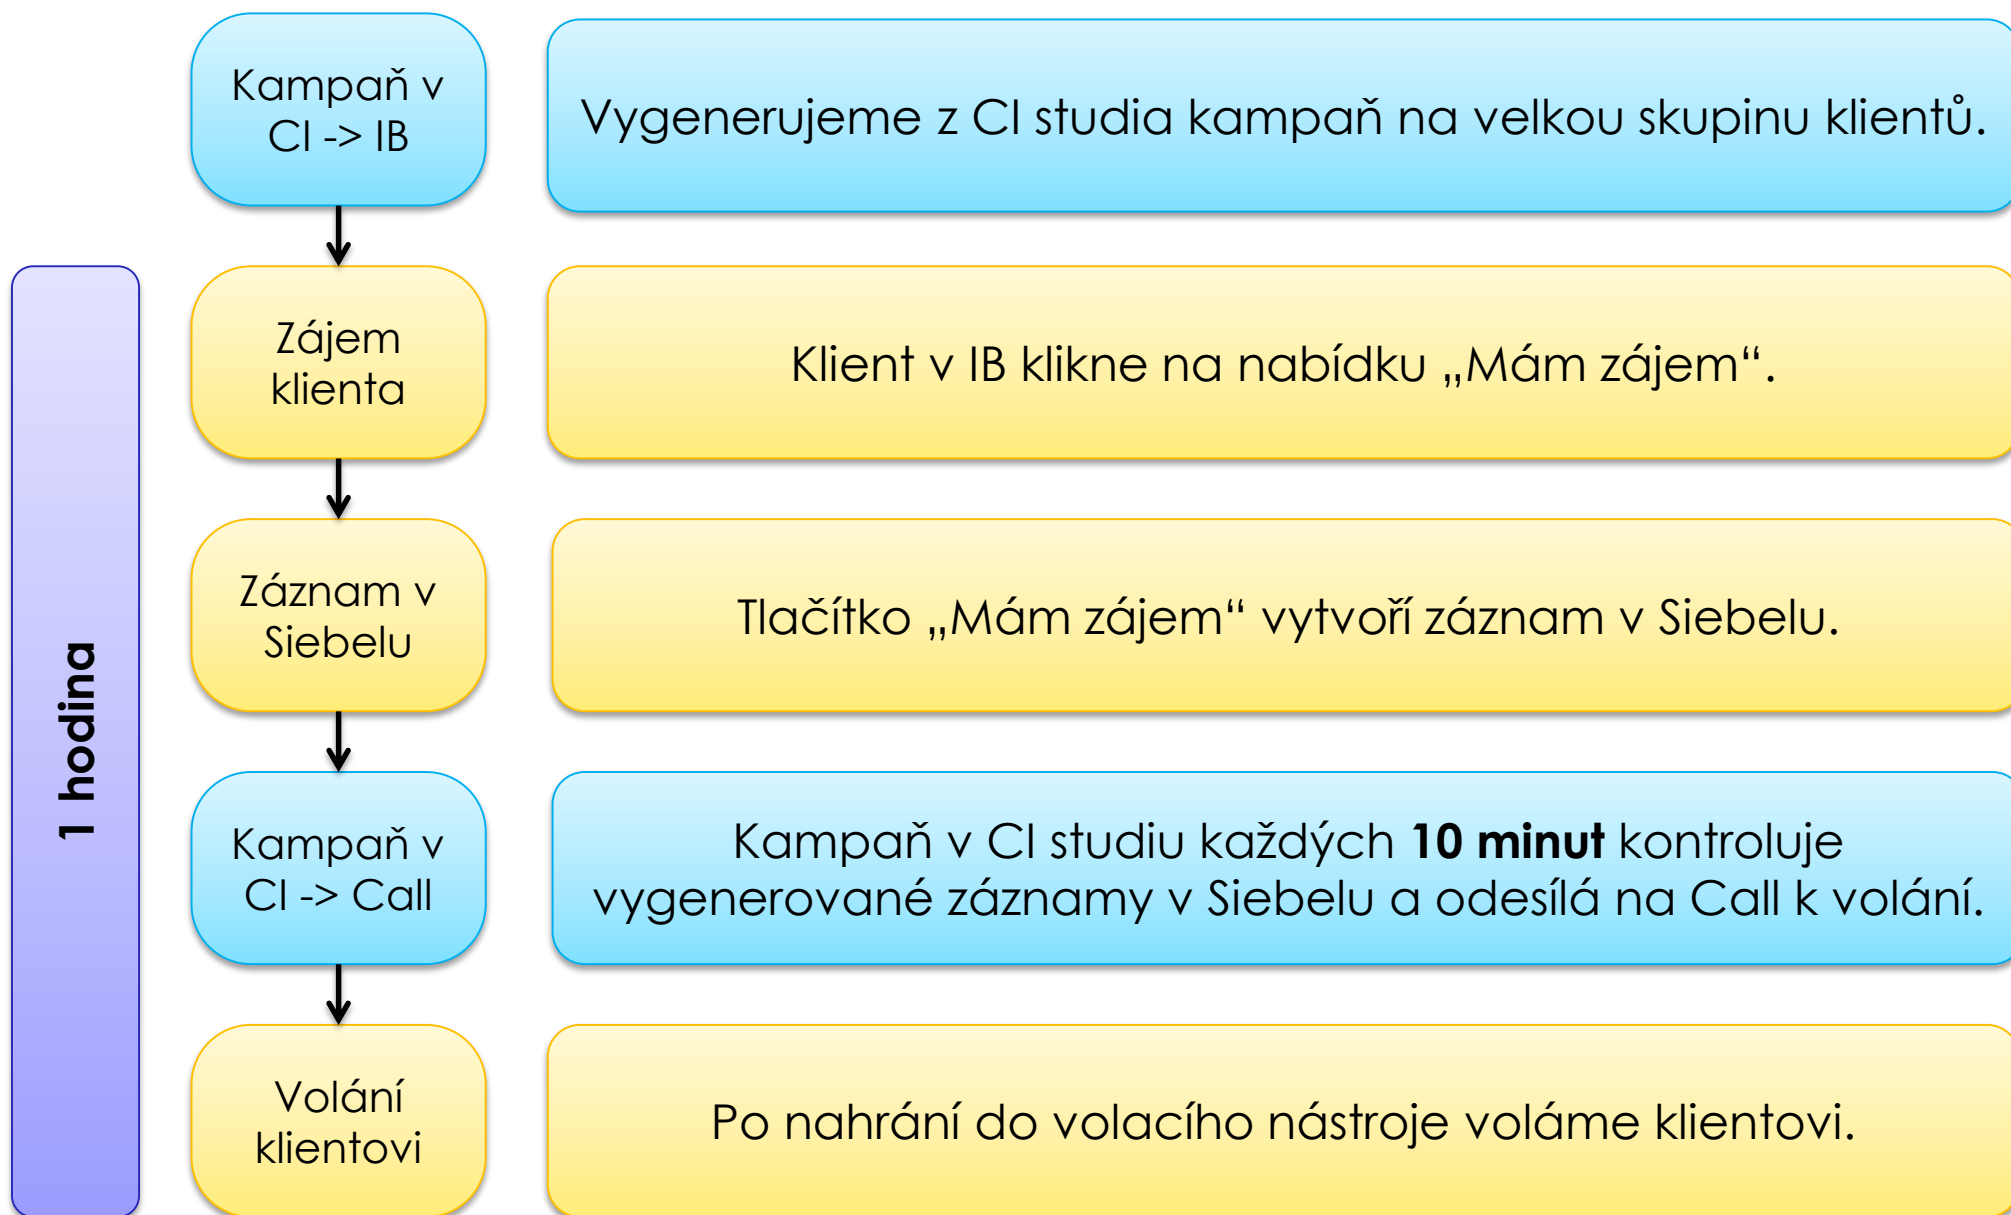 Kampaň v
CI -> IB
Vygenerujeme z CI studia kampaň na velkou skupinu klientů.
1 hodina
Zájem
klienta
Klient v IB klikne na nabídku „Mám zájem“.
Záznam v
Siebelu
Tlačítko „Mám zájem“ vytvoří záznam v Siebelu.
Kampaň v
CI -> Call
Kampaň v CI studiu každých 10 minut kontroluje
vygenerované záznamy v Siebelu a odesílá na Call k volání.
Volání
klientovi
Po nahrání do volacího nástroje voláme klientovi.